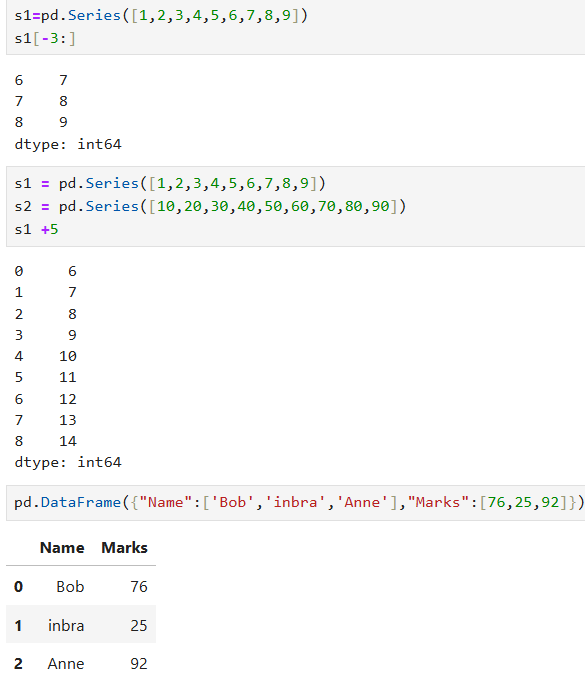 s1=pd.Series([1,2,3,4,5,6,7,8,9])
s1[-3:]
6 7
7 8
8 9
dtype: int64
s1 = pd.Series([1,2,3,4,5,6,7,8,9])
s2 = pd.Series([10,20,30,40,50,60,70,80,90])
s1 +5
0 6
1 7
2 8
3 9
4 10
5 11
6 12
7 13
8 14
dtype: int64
pd.DataFrame({"Name":['Bob','inbra','Anne'],"Marks":[76,25,92]})
Name Marks
0 Bob 76
1 inbra 25
2 Anne 92